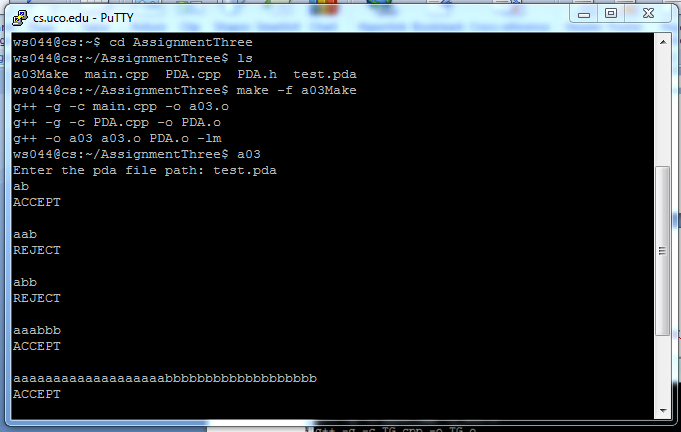 cs.uco.edu - PuTTY
ws044@cs:~$ cd AssignmentThree
ws044@cs:~/AssignmentThree$ ls
a03Make  main.cpp  PDA.cpp  PDA.h  test.pda
ws044@cs:~/AssignmentThree$ make -f a03Make
g++ -g -c main.cpp -o a03.o
g++ -g -c PDA.cpp -o PDA.o
g++ -o a03 a03.o PDA.o -lm
ws044@cs:~/AssignmentThree$ a03
Enter the pda file path: test.pda
ab
ACCEPT
aab
REJECT
abb
REJECT
aaabbb
ACCEPT
aaaaaaaaaaaaaaaaaaabbbbbbbbbbbbbbbbbbb
ACCEPT